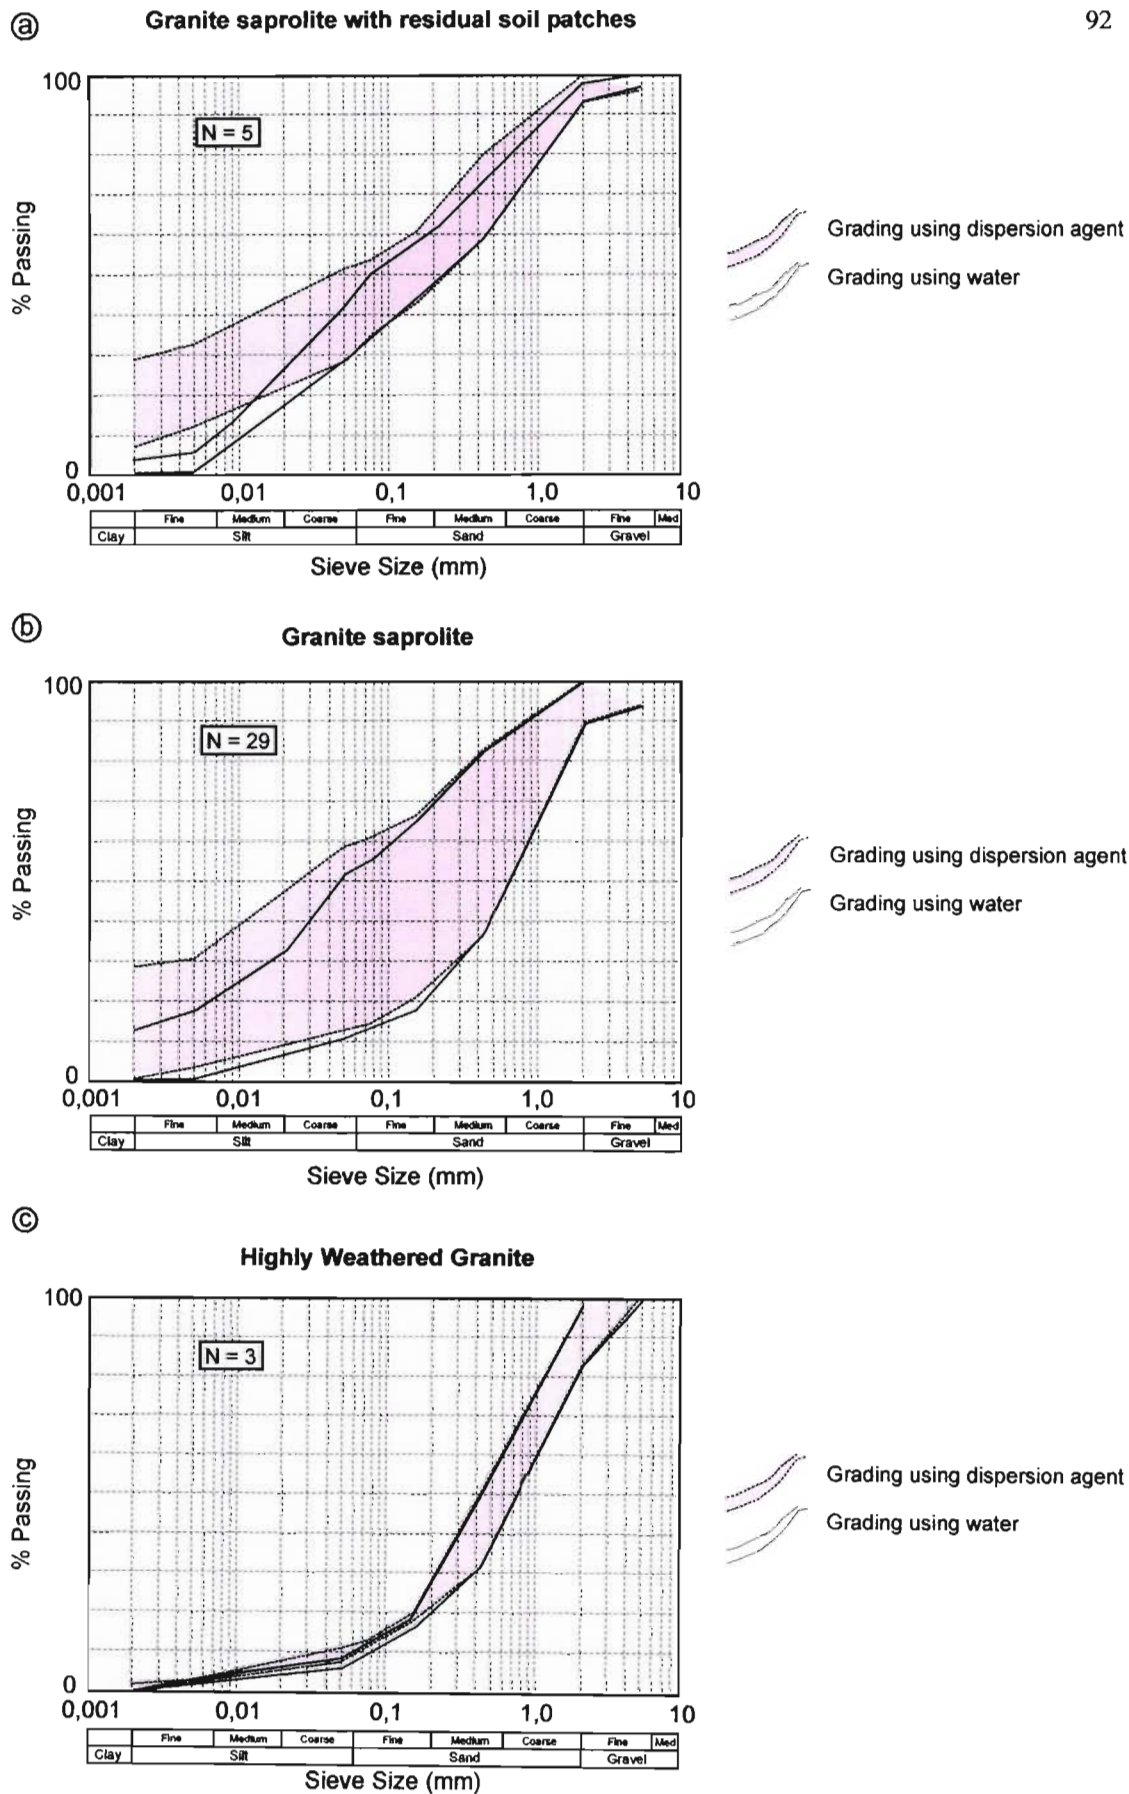 ⓐ Granite saprolite with residual soil patches 92
100
N = 5
% Passing
Grading using dispersion agent
Grading using water
0
0,001 0,01 0,1 1,0 10
Fine Medium Coarse Fine Medium Coarse Fine Med
Clay Silt Sand Gravel
Sieve Size (mm)
ⓑ Granite saprolite
100
N = 29
% Passing
Grading using dispersion agent
Grading using water
0
0,001 0,01 0,1 1,0 10
Fine Medium Coarse Fine Medium Coarse Fine Med
Clay Silt Sand Gravel
Sieve Size (mm)
ⓒ
Highly Weathered Granite
100
N = 3
% Passing
Grading using dispersion agent
Grading using water
0
0,001 0,01 0,1 1,0 10
Fine Medium Coarse Fine Medium Coarse Fine Med
Clay Silt Sand Gravel
Sieve Size (mm)